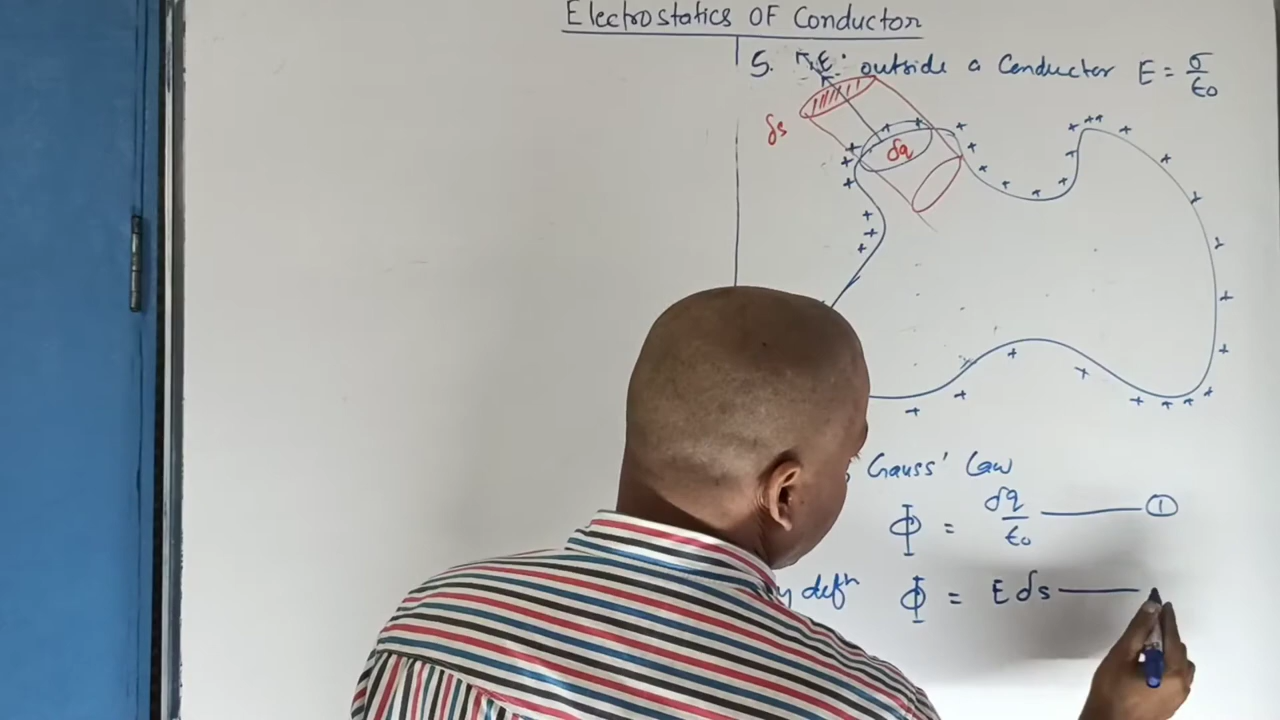 Electrostatics OF Conductor
5. E outside a Conductor E = σ/ε0
δs
δq
Gauss' Law
Φ = δq/ε0 ——— ①
defn Φ = E δs ———